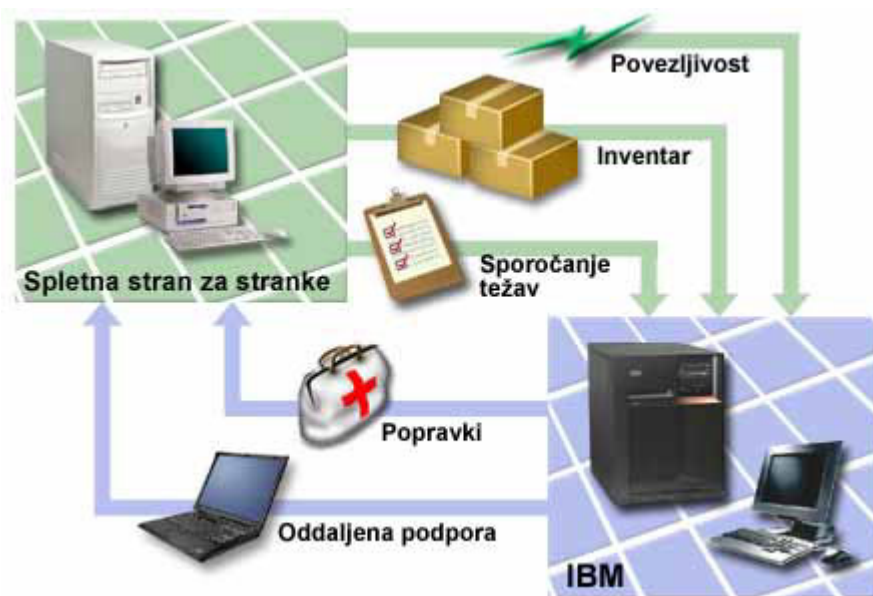 Povezljivost
Inventar
Sporočanje
težav
Spletna stran za stranke
Popravki
Oddaljena podpora
IBM